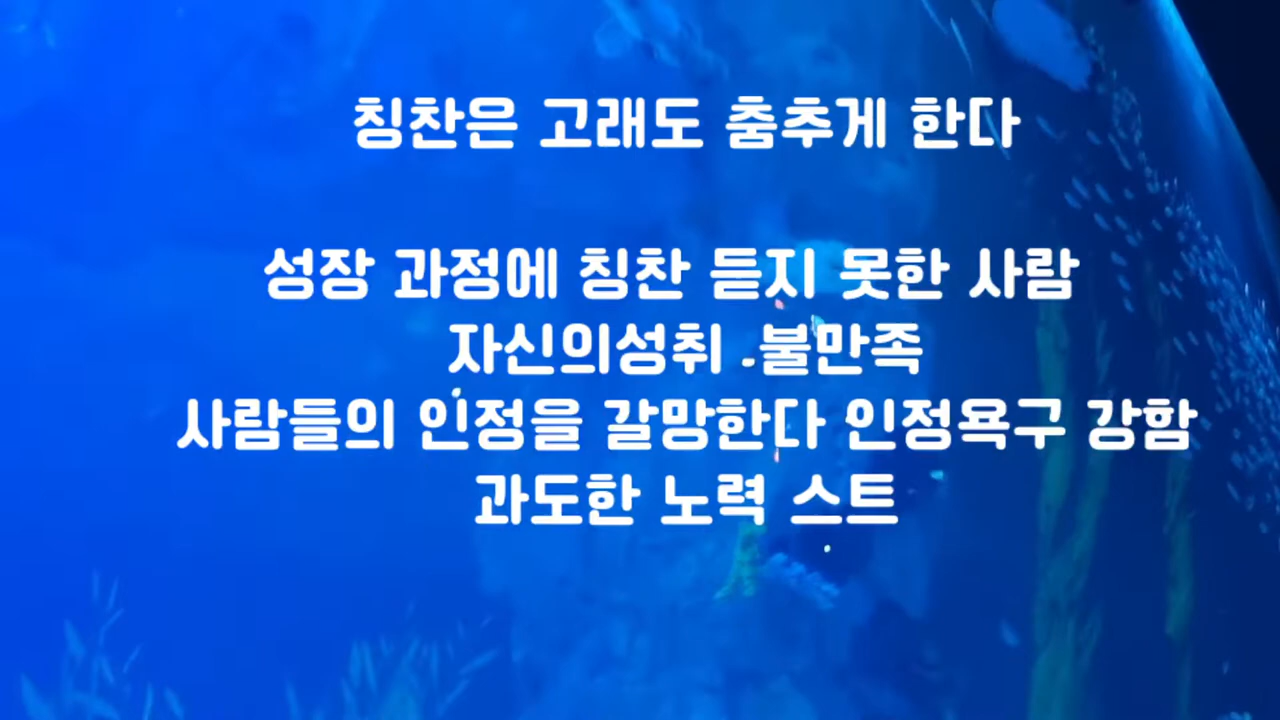 칭찬은 고래도 춤추게 한다
성장 과정에 칭찬 듣지 못한 사람
자신의성취 .불만족
사람들의 인정을 갈망한다 인정욕구 강함
과도한 노력 스트